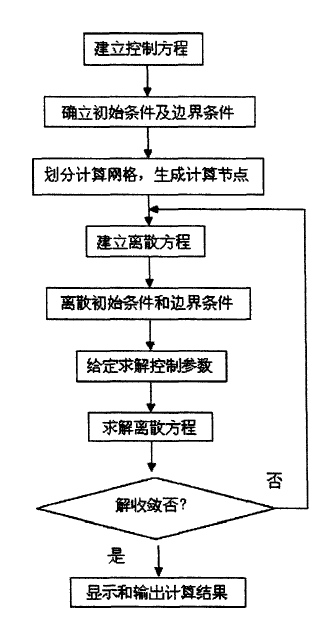 建立控制方程
确立初始条件及边界条件
划分计算网格，生成计算节点
建立离散方程
离散初始条件和边界条件
给定求解控制参数
求解离散方程
解收敛否？
否
是
显示和输出计算结果